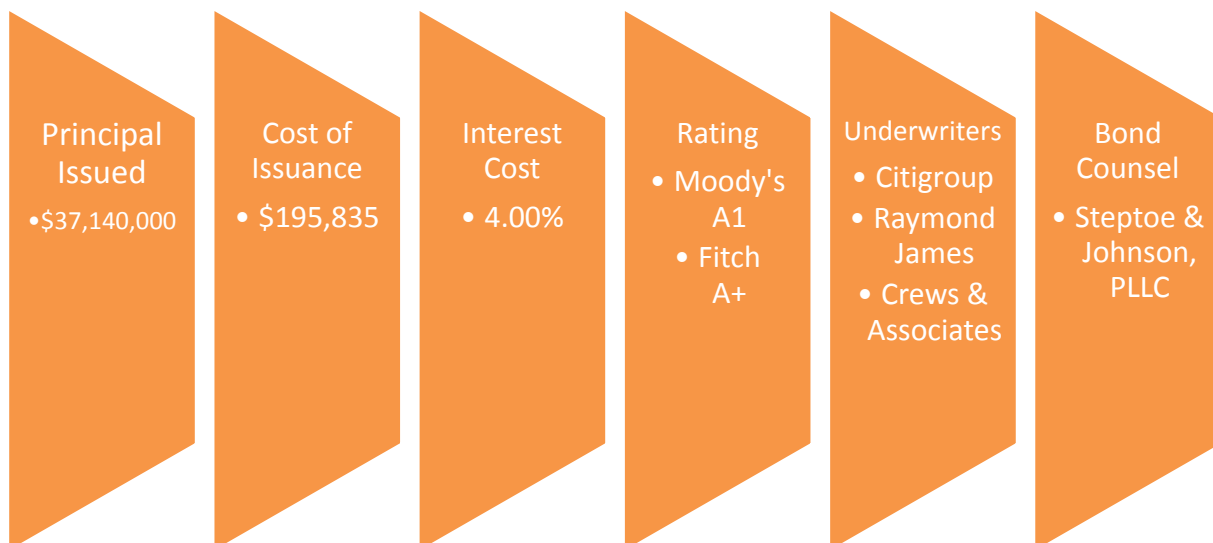 Principal
Issued
•$37,140,000
Cost of
Issuance
• $195,835
Interest
Cost
• 4.00%
Rating
• Moody's
A1
• Fitch
A+
Underwriters
• Citigroup
• Raymond
James
• Crews &
Associates
Bond
Counsel
• Steptoe &
Johnson,
PLLC